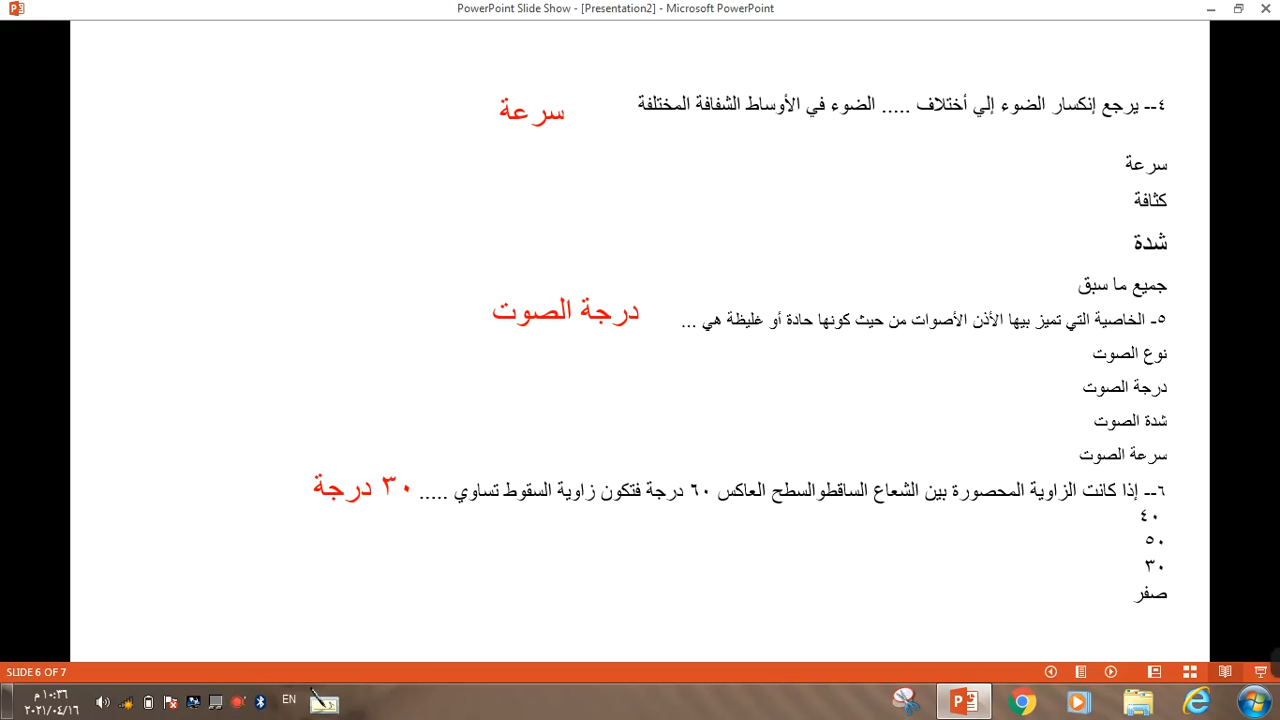 PowerPoint Slide Show - [Presentation2] - Microsoft PowerPoint
٤-- يرجع إنكسار الضوء إلي أختلاف ..... الضوء في الأوساط الشفافة المختلفة سرعة
سرعة
كثافة
شدة
جميع ما سبق
٥- الخاصية التي تميز بيها الأذن الأصوات من حيث كونها حادة أو غليظة هي ... درجة الصوت
نوع الصوت
درجة الصوت
شدة الصوت
سرعة الصوت
٦-- إذا كانت الزاوية المحصورة بين الشعاع الساقطوالسطح العاكس ٦٠ درجة فتكون زاوية السقوط تساوي ..... ٣٠ درجة
٤٠
٥٠
٣٠
صفر
SLIDE 6 OF 7
EN
١٠:٣٦ م
٢٠٢١/٠٤/١٦